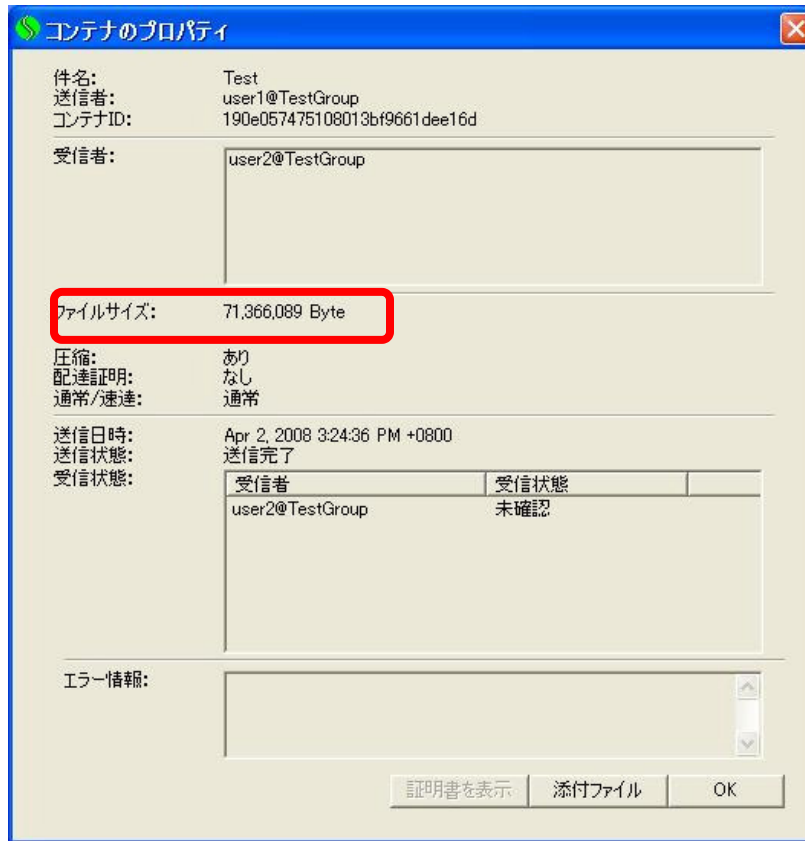 コンテナのプロパティ
件名: Test
送信者: user1@TestGroup
コンテナID: 190e057475108013bf9661dee16d
受信者: user2@TestGroup
ファイルサイズ: 71,366,089 Byte
圧縮: あり
配達証明: なし
通常/速達: 通常
送信日時: Apr 2, 2008 3:24:36 PM +0800
送信状態: 送信完了
受信状態:
受信者 受信状態
user2@TestGroup 未確認
エラー情報:
証明書を表示 添付ファイル OK